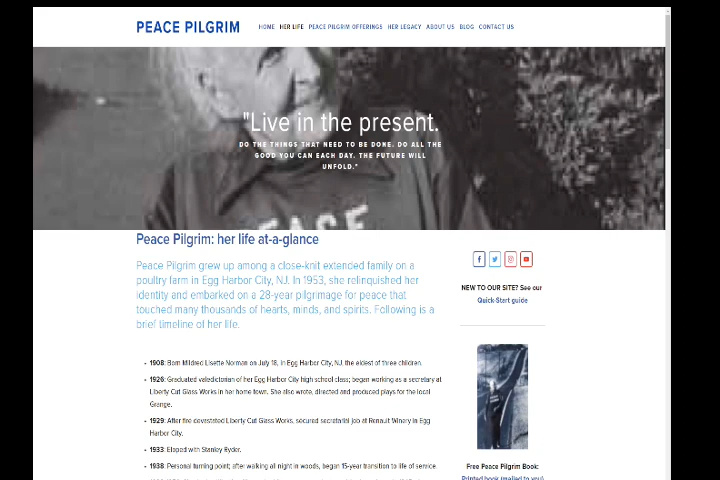 PEACE PILGRIM
HOME HER LIFE PEACE PILGRIM OFFERINGS HER LEGACY ABOUT US BLOG CONTACT US
"Live in the present.
DO THE THINGS THAT NEED TO BE DONE. DO ALL THE
GOOD YOU CAN EACH DAY. THE FUTURE WILL
UNFOLD."
Peace Pilgrim: her life at-a-glance
Peace Pilgrim grew up among a close-knit extended family on a
poultry farm in Egg Harbor City, NJ. In 1953, she relinquished her
identity and embarked on a 28-year pilgrimage for peace that
touched many thousands of hearts, minds, and spirits. Following is a
brief timeline of her life.
• 1908: Born Mildred Lisette Norman on July 18, in Egg Harbor City, NJ, the eldest of three children.
• 1926: Graduated valedictorian of her Egg Harbor City high school class; began working as a secretary at
Liberty Cut Glass Works in her home town. She also wrote, directed and produced plays for the local
Grange.
• 1929: After fire devastated Liberty Cut Glass Works, secured secretarial job at Renault Winery in Egg
Harbor City.
• 1933: Eloped with Stanley Ryder.
• 1938: Personal turning point; after walking all night in woods, began 15-year transition to life of service
NEW TO OUR SITE? See our
Quick-Start guide
Free Peace Pilgrim Book:
Printed book (mailed to you)